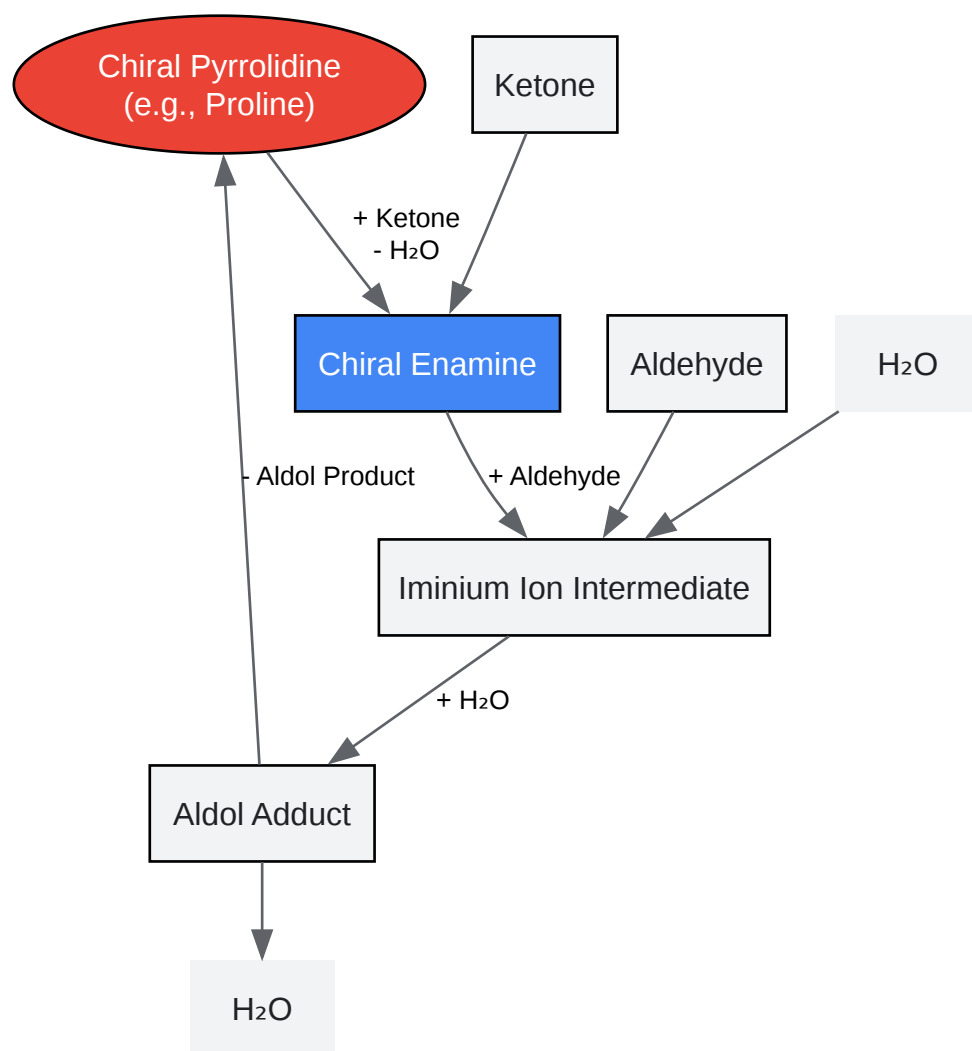 Chiral Pyrrolidine
(e.g., Proline)
Ketone
+ Ketone
- H₂O
Chiral Enamine
Aldehyde
H₂O
- Aldol Product
+ Aldehyde
Iminium Ion Intermediate
+ H₂O
Aldol Adduct
H₂O